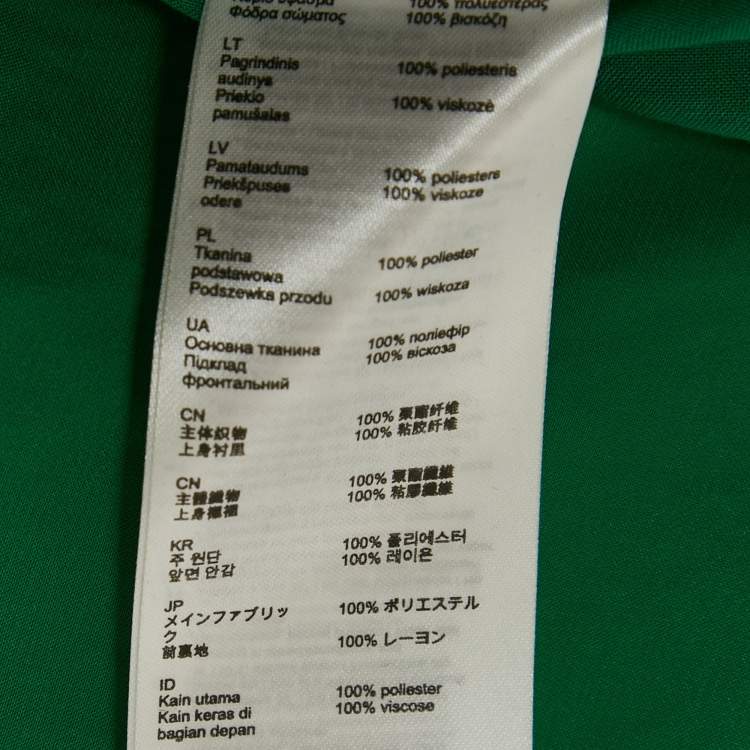 100% πολυεστέρας
Φόδρα σώματος 100% βισκόζη
LT
Pagrindinis 100% poliesteris
audinys
Priekio 100% viskozė
pamušalas
LV
Pamataudums 100% poliesters
Priekšpuses 100% viskoze
odere
PL
Tkanina 100% poliester
podstawowa
Podszewka przodu 100% wiskoza
UA
Основна тканина 100% поліефір
Підклад 100% віскоза
фронтальний
CN
主体织物 100% 聚酯纤维
上身衬里 100% 粘胶纤维
CN
主體織物 100% 聚酯纖維
上身襯裡 100% 粘膠纖維
KR
주 원단 100% 폴리에스터
앞면 안감 100% 레이온
JP
メインファブリッ 100% ポリエステル
ク
前裏地 100% レーヨン
ID
Kain utama 100% poliester
Kain keras di 100% viscose
bagian depan